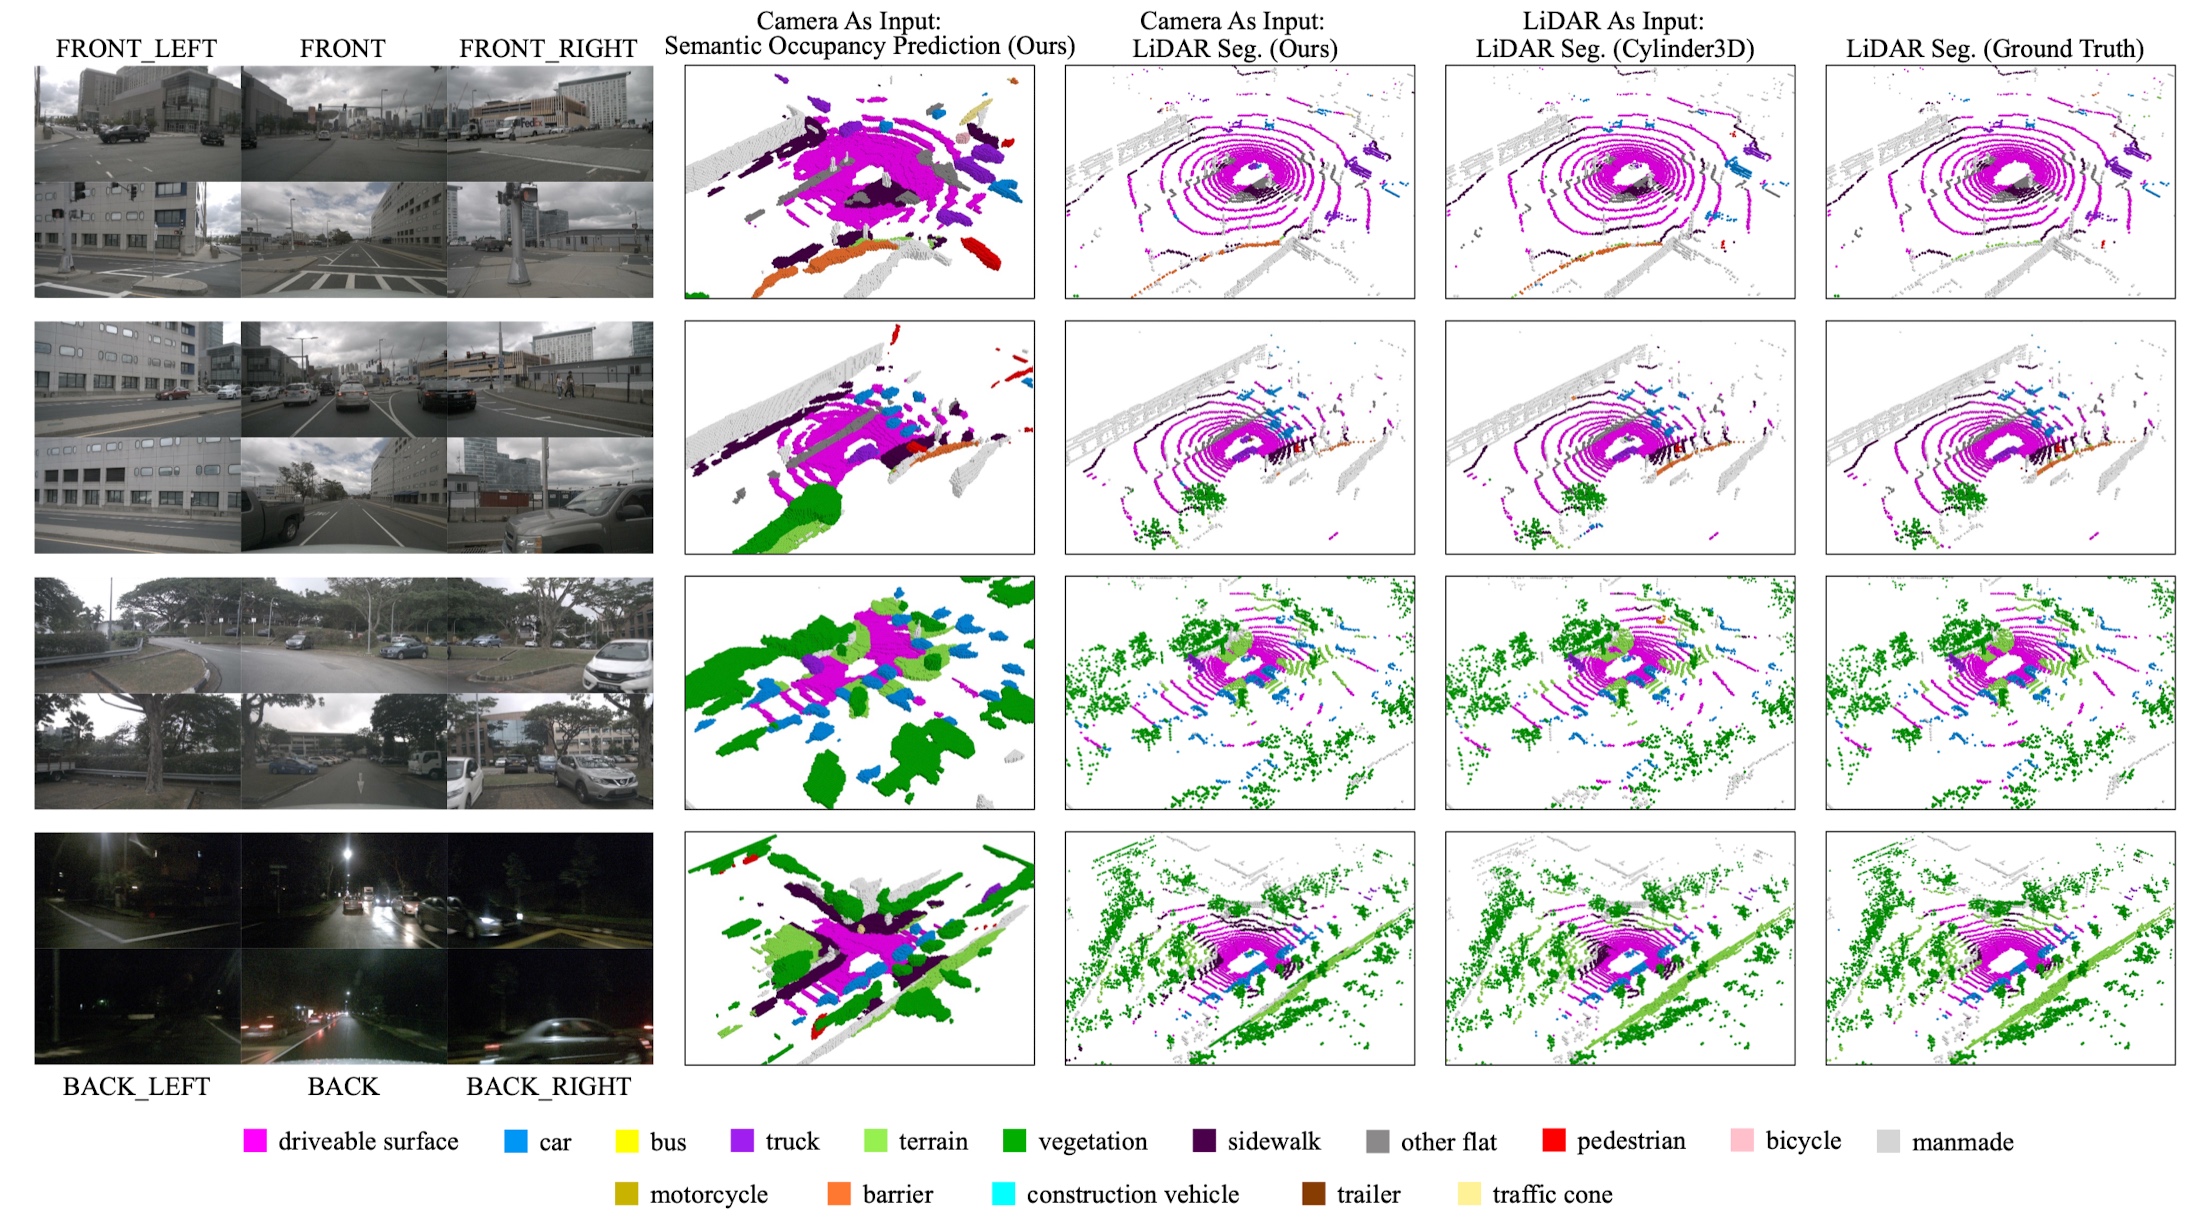 Camera As Input:
Camera As Input:
LiDAR As Input:
FRONT_LEFT
FRONT
FRONT_RIGHT
Semantic Occupancy Prediction (Ours)
LiDAR Seg. (Ours)
LiDAR Seg. (Cylinder3D)
LiDAR Seg. (Ground Truth)
FedEx
BACK_LEFT
BACK
BACK_RIGHT
driveable surface
car
bus
truck
terrain
vegetation
sidewalk
other flat
pedestrian
bicycle
manmade
motorcycle
barrier
construction vehicle
trailer
traffic cone